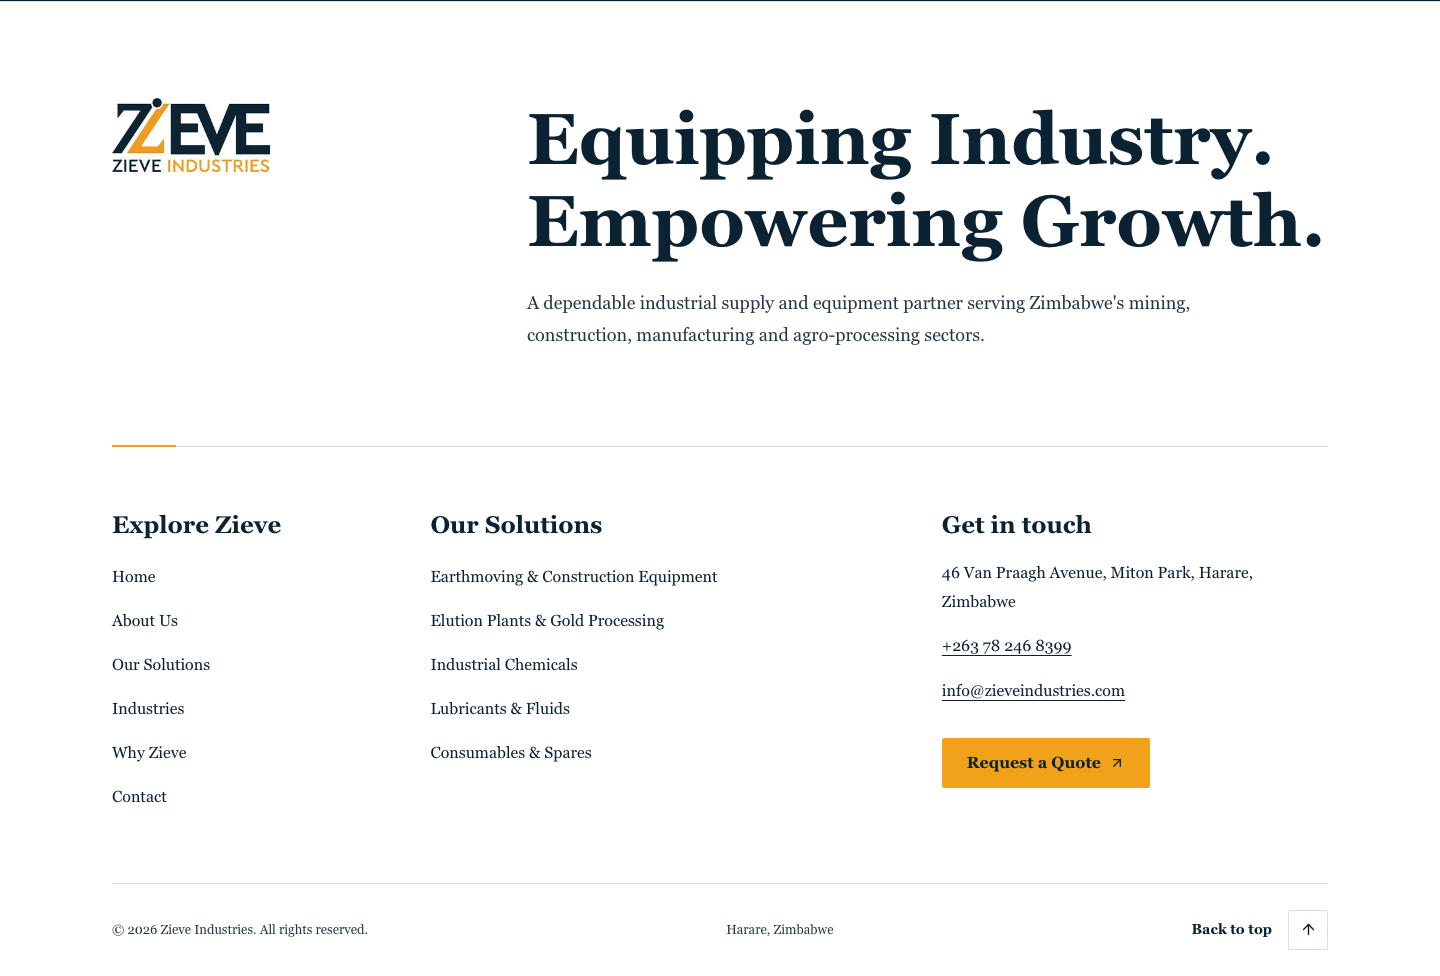 ZIEVE
ZIEVE INDUSTRIES
Equipping Industry.
Empowering Growth.
A dependable industrial supply and equipment partner serving Zimbabwe's mining,
construction, manufacturing and agro-processing sectors.
Explore Zieve
Home
About Us
Our Solutions
Industries
Why Zieve
Contact
Our Solutions
Earthmoving & Construction Equipment
Elution Plants & Gold Processing
Industrial Chemicals
Lubricants & Fluids
Consumables & Spares
Get in touch
46 Van Praagh Avenue, Miton Park, Harare,
Zimbabwe
+263 78 246 8399
info@zieveindustries.com
Request a Quote
© 2026 Zieve Industries. All rights reserved.
Harare, Zimbabwe
Back to top